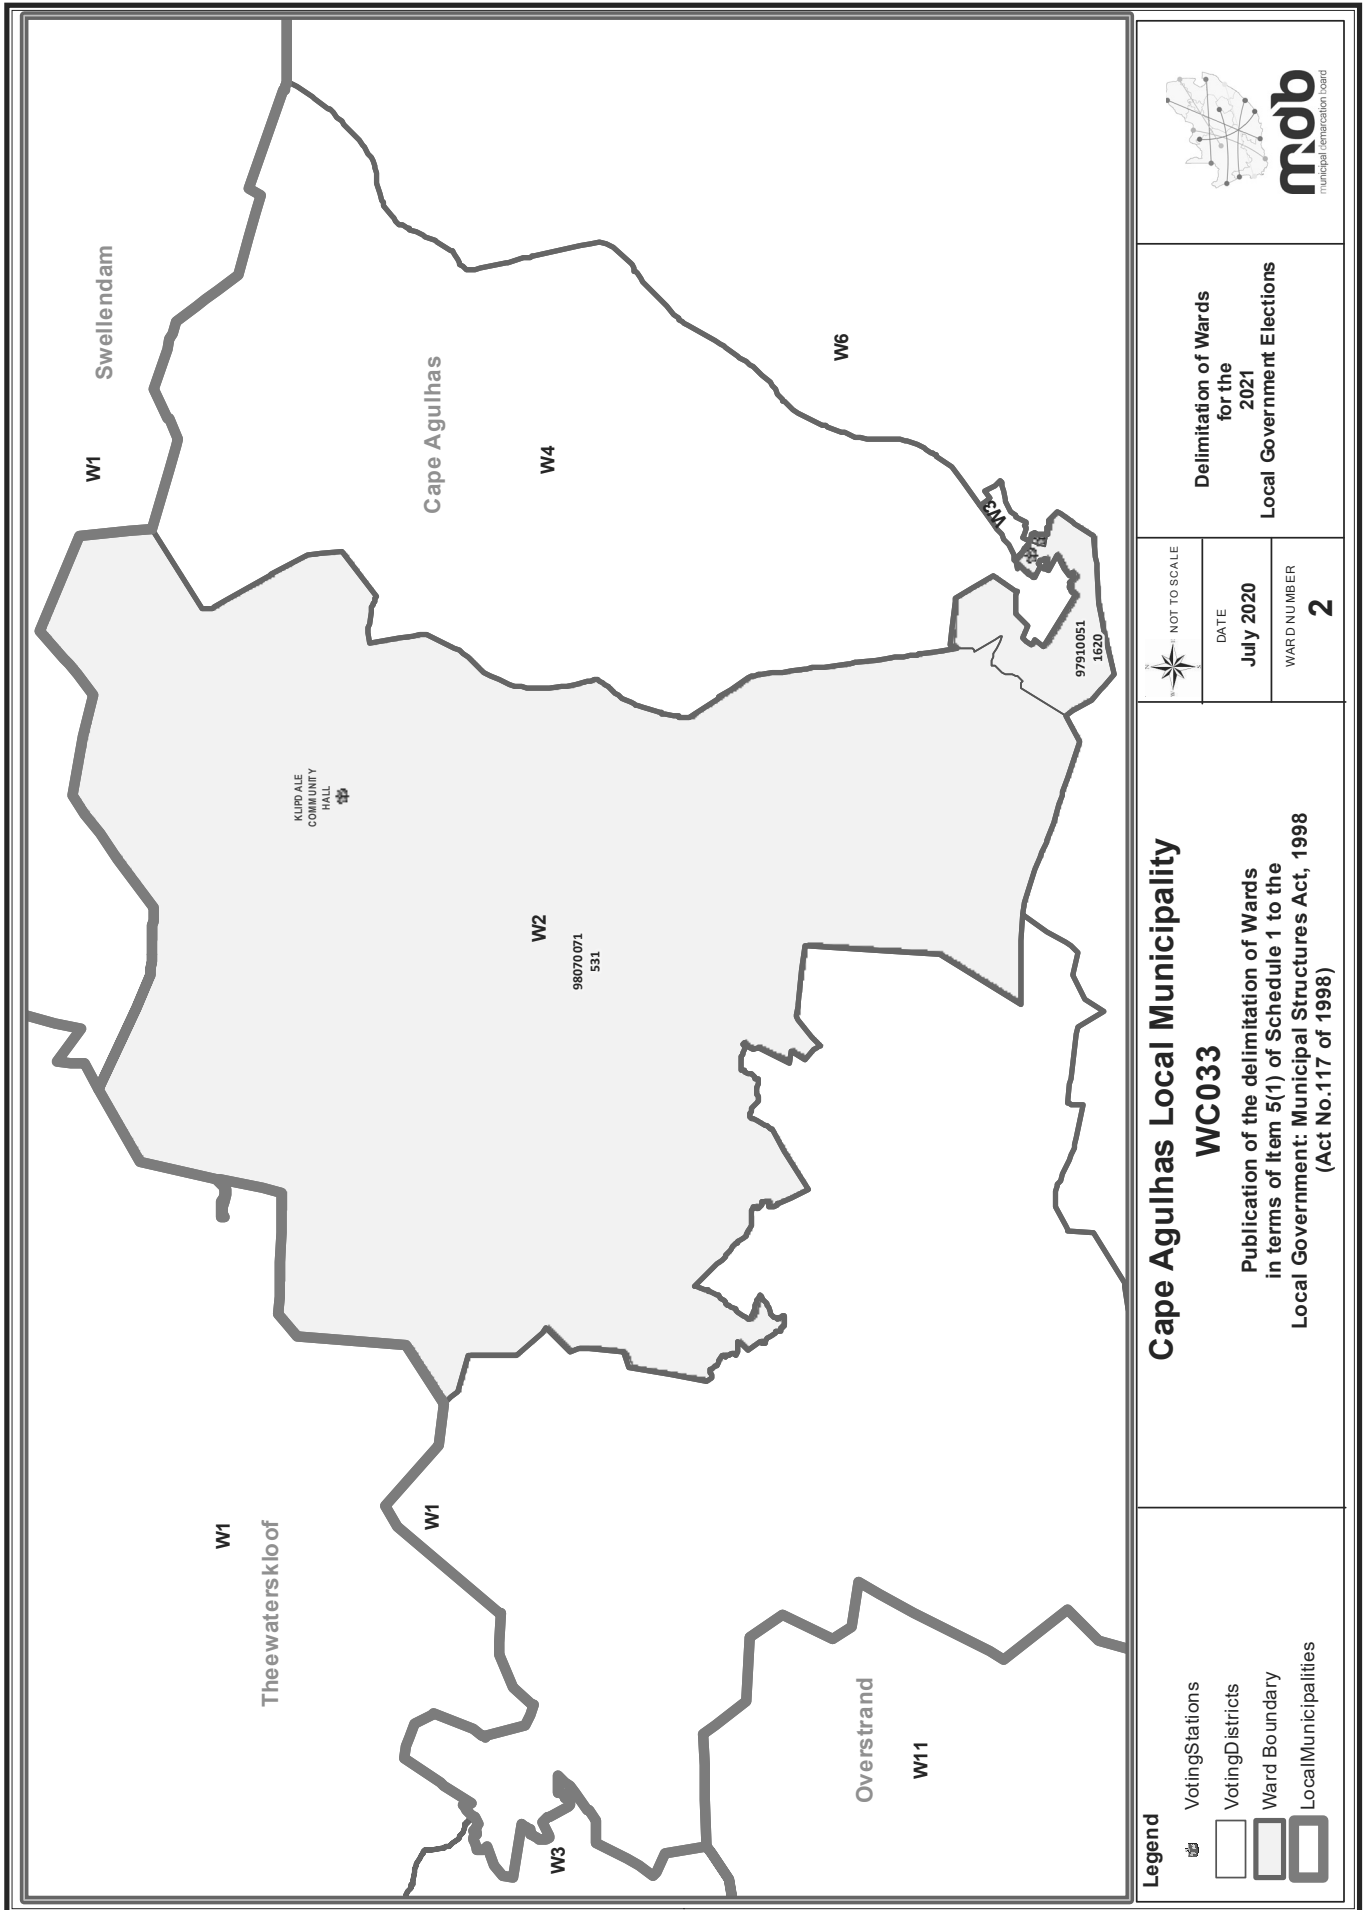 Swellendam
W1
Cape Agulhas
W4
W6
W3
97910051
1620
KLIPDALE
COMMUNITY
HALL
W2
98070071
531
W1
Theewaterskloof
W1
Overstrand
W11
W3
Legend
VotingStations
VotingDistricts
Ward Boundary
LocalMunicipalities
Cape Agulhas Local Municipality
WC033
Publication of the delimitation of Wards
in terms of Item 5(1) of Schedule 1 to the
Local Government: Municipal Structures Act, 1998
(Act No.117 of 1998)
N
W
E
S
NOT TO SCALE
DATE
July 2020
WARD NUMBER
2
Delimitation of Wards
for the
2021
Local Government Elections
mdb
municipal demarcation board